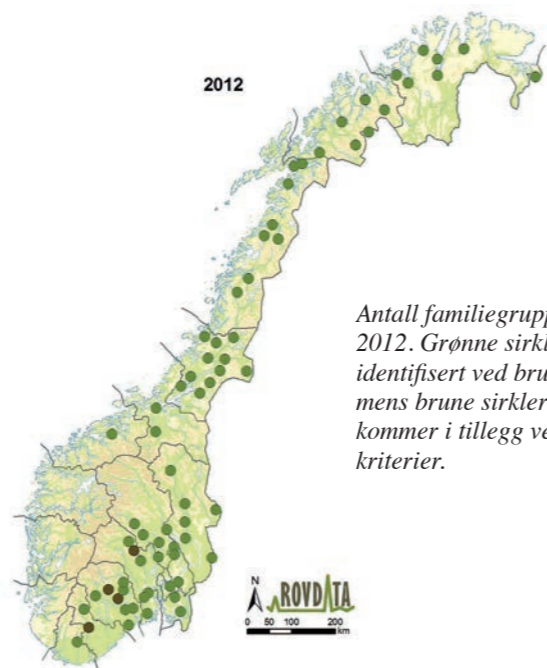 2012
Antall familiegrupp
2012. Grønne sirkl
identifisert ved bru
mens brune sirkler
kommer i tillegg ve
kriterier.
N
ROVDATA
0 50 100 200
km